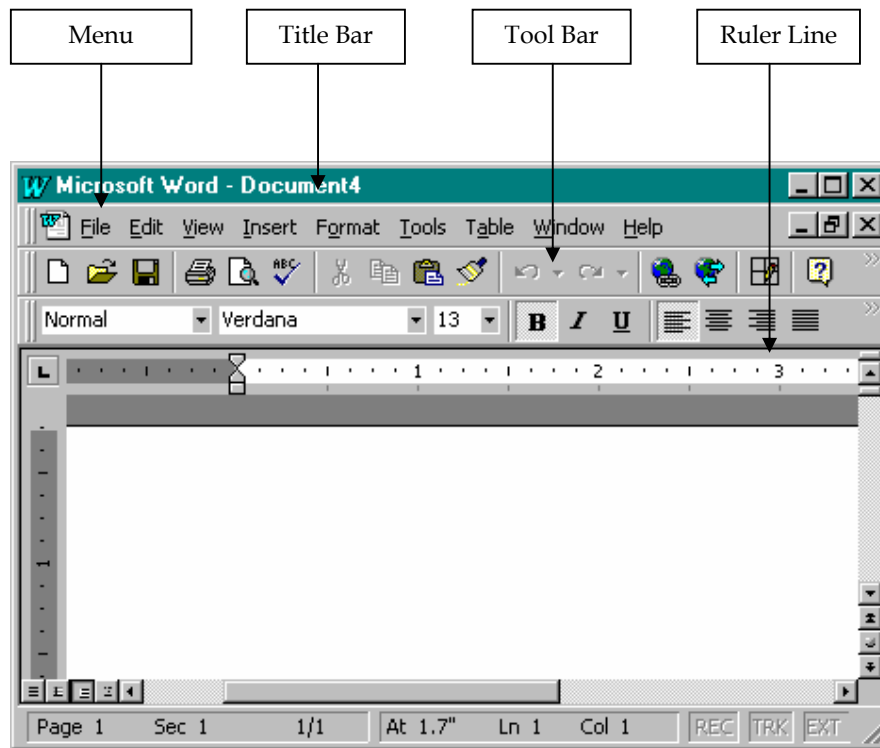 Menu Title Bar Tool Bar Ruler Line
Microsoft Word - Document4
File Edit View Insert Format Tools Table Window Help
ABC
Normal Verdana 13 B I U
L 1 2 3
1
Page 1 Sec 1 1/1 At 1.7" Ln 1 Col 1 REC TRK EXT